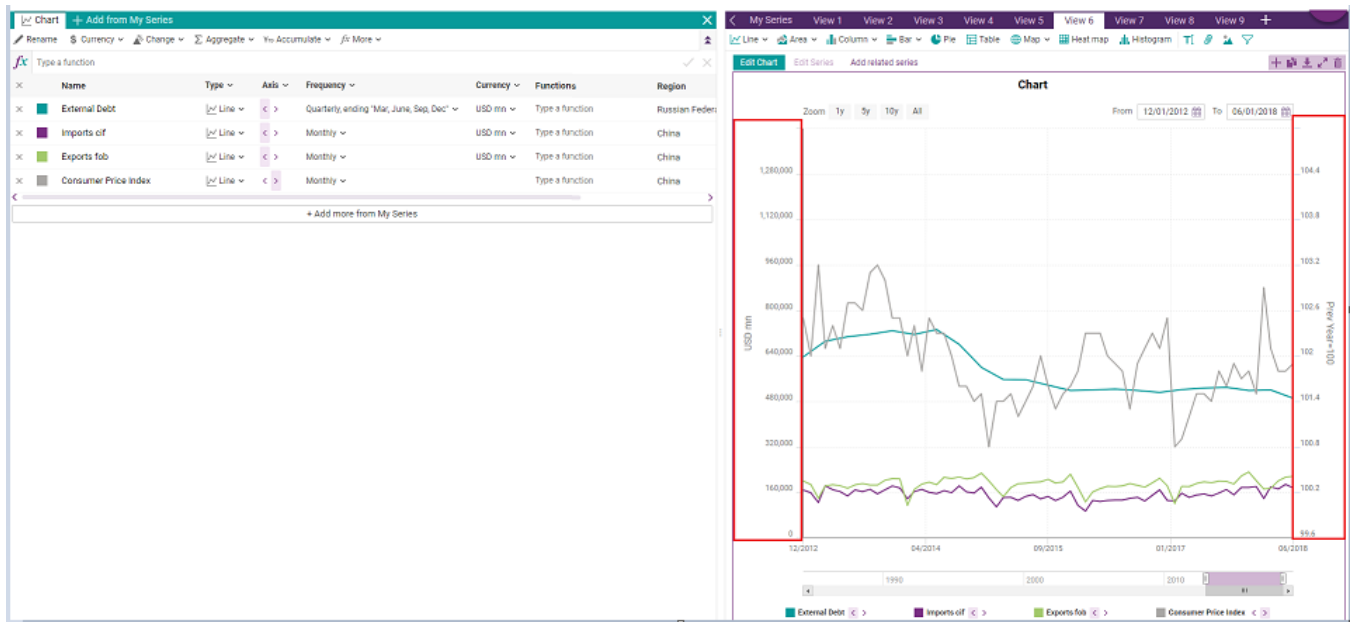 Chart + Add from My Series ×
Rename $ Currency Change Σ Aggregate Y™ Accumulate fx More
fx Type a function
× Name Type Axis Frequency Currency Functions Region
× External Debt Line < > Quarterly, ending "Mar, June, Sep, Dec" USD mn Type a function Russian Federa
× Imports cif Line < > Monthly USD mn Type a function China
× Exports fob Line < > Monthly USD mn Type a function China
× Consumer Price Index Line < > Monthly Type a function China
+ Add more from My Series
My Series View 1 View 2 View 3 View 4 View 5 View 6 View 7 View 8 View 9 +
Line Area Column Bar Pie Table Map Heat map Histogram
Edit Chart Edit Series Add related series
Chart
Zoom 1y 5y 10y All From 12/01/2012 To 06/01/2018
1,280,000 104.4
1,120,000 103.8
960,000 103.2
800,000 102.6
USD mn
Prev Year=100
640,000 102
480,000 101.4
320,000 100.8
160,000 100.2
0 99.6
12/2012 04/2014 09/2015 01/2017 06/2018
1990 2000 2010
External Debt < > Imports cif < > Exports fob < > Consumer Price Index < >